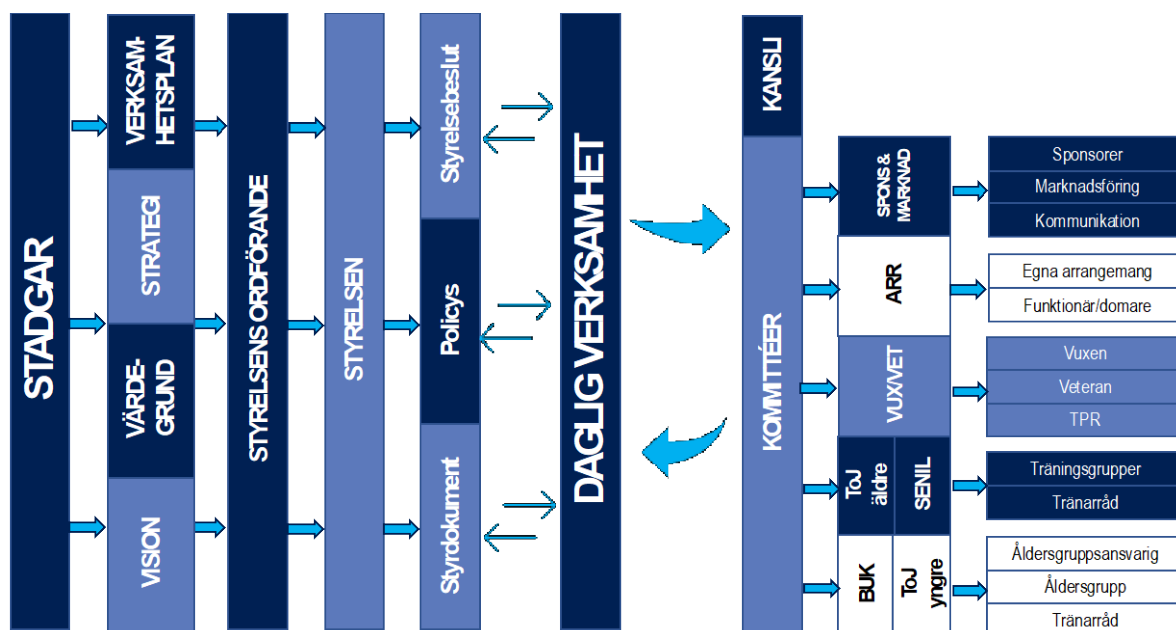 STADGAR
VERKSAM-
HETSPLAN
STRATEGI
VÄRDE-
GRUND
VISION
STYRELSENS ORDFÖRANDE
STYRELSEN
Styrelsebeslut
Policys
Styrdokument
DAGLIG VERKSAMHET
KANSLI
KOMMITTÉER
SPONS &
MARKNAD
ARR
VUX/VET
ToJ
äldre
SENIL
BUK
ToJ
yngre
Sponsorer
Marknadsföring
Kommunikation
Egna arrangemang
Funktionär/domare
Vuxen
Veteran
TPR
Träningsgrupper
Tränarråd
Åldersgruppsansvarig
Åldersgrupp
Tränarråd